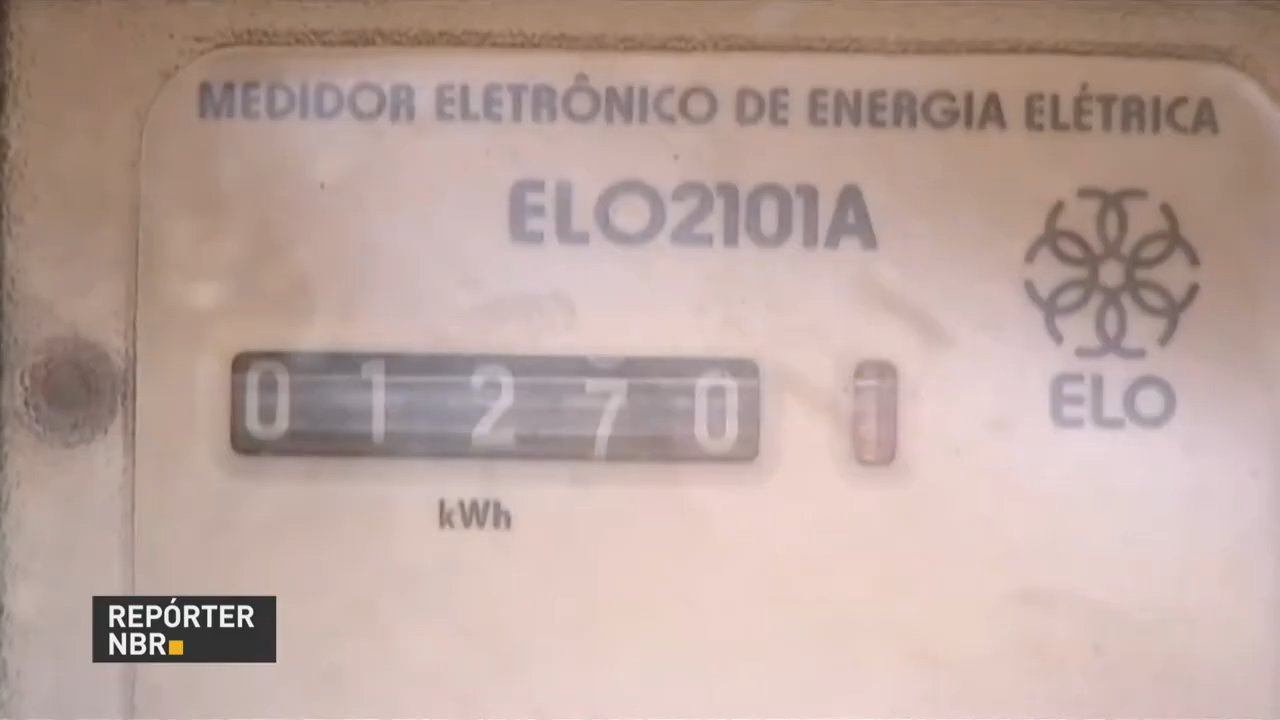 MEDIDOR ELETRÔNICO DE ENERGIA ELÉTRICA
ELO2101A
ELO
01270
kWh
REPÓRTER
NBR